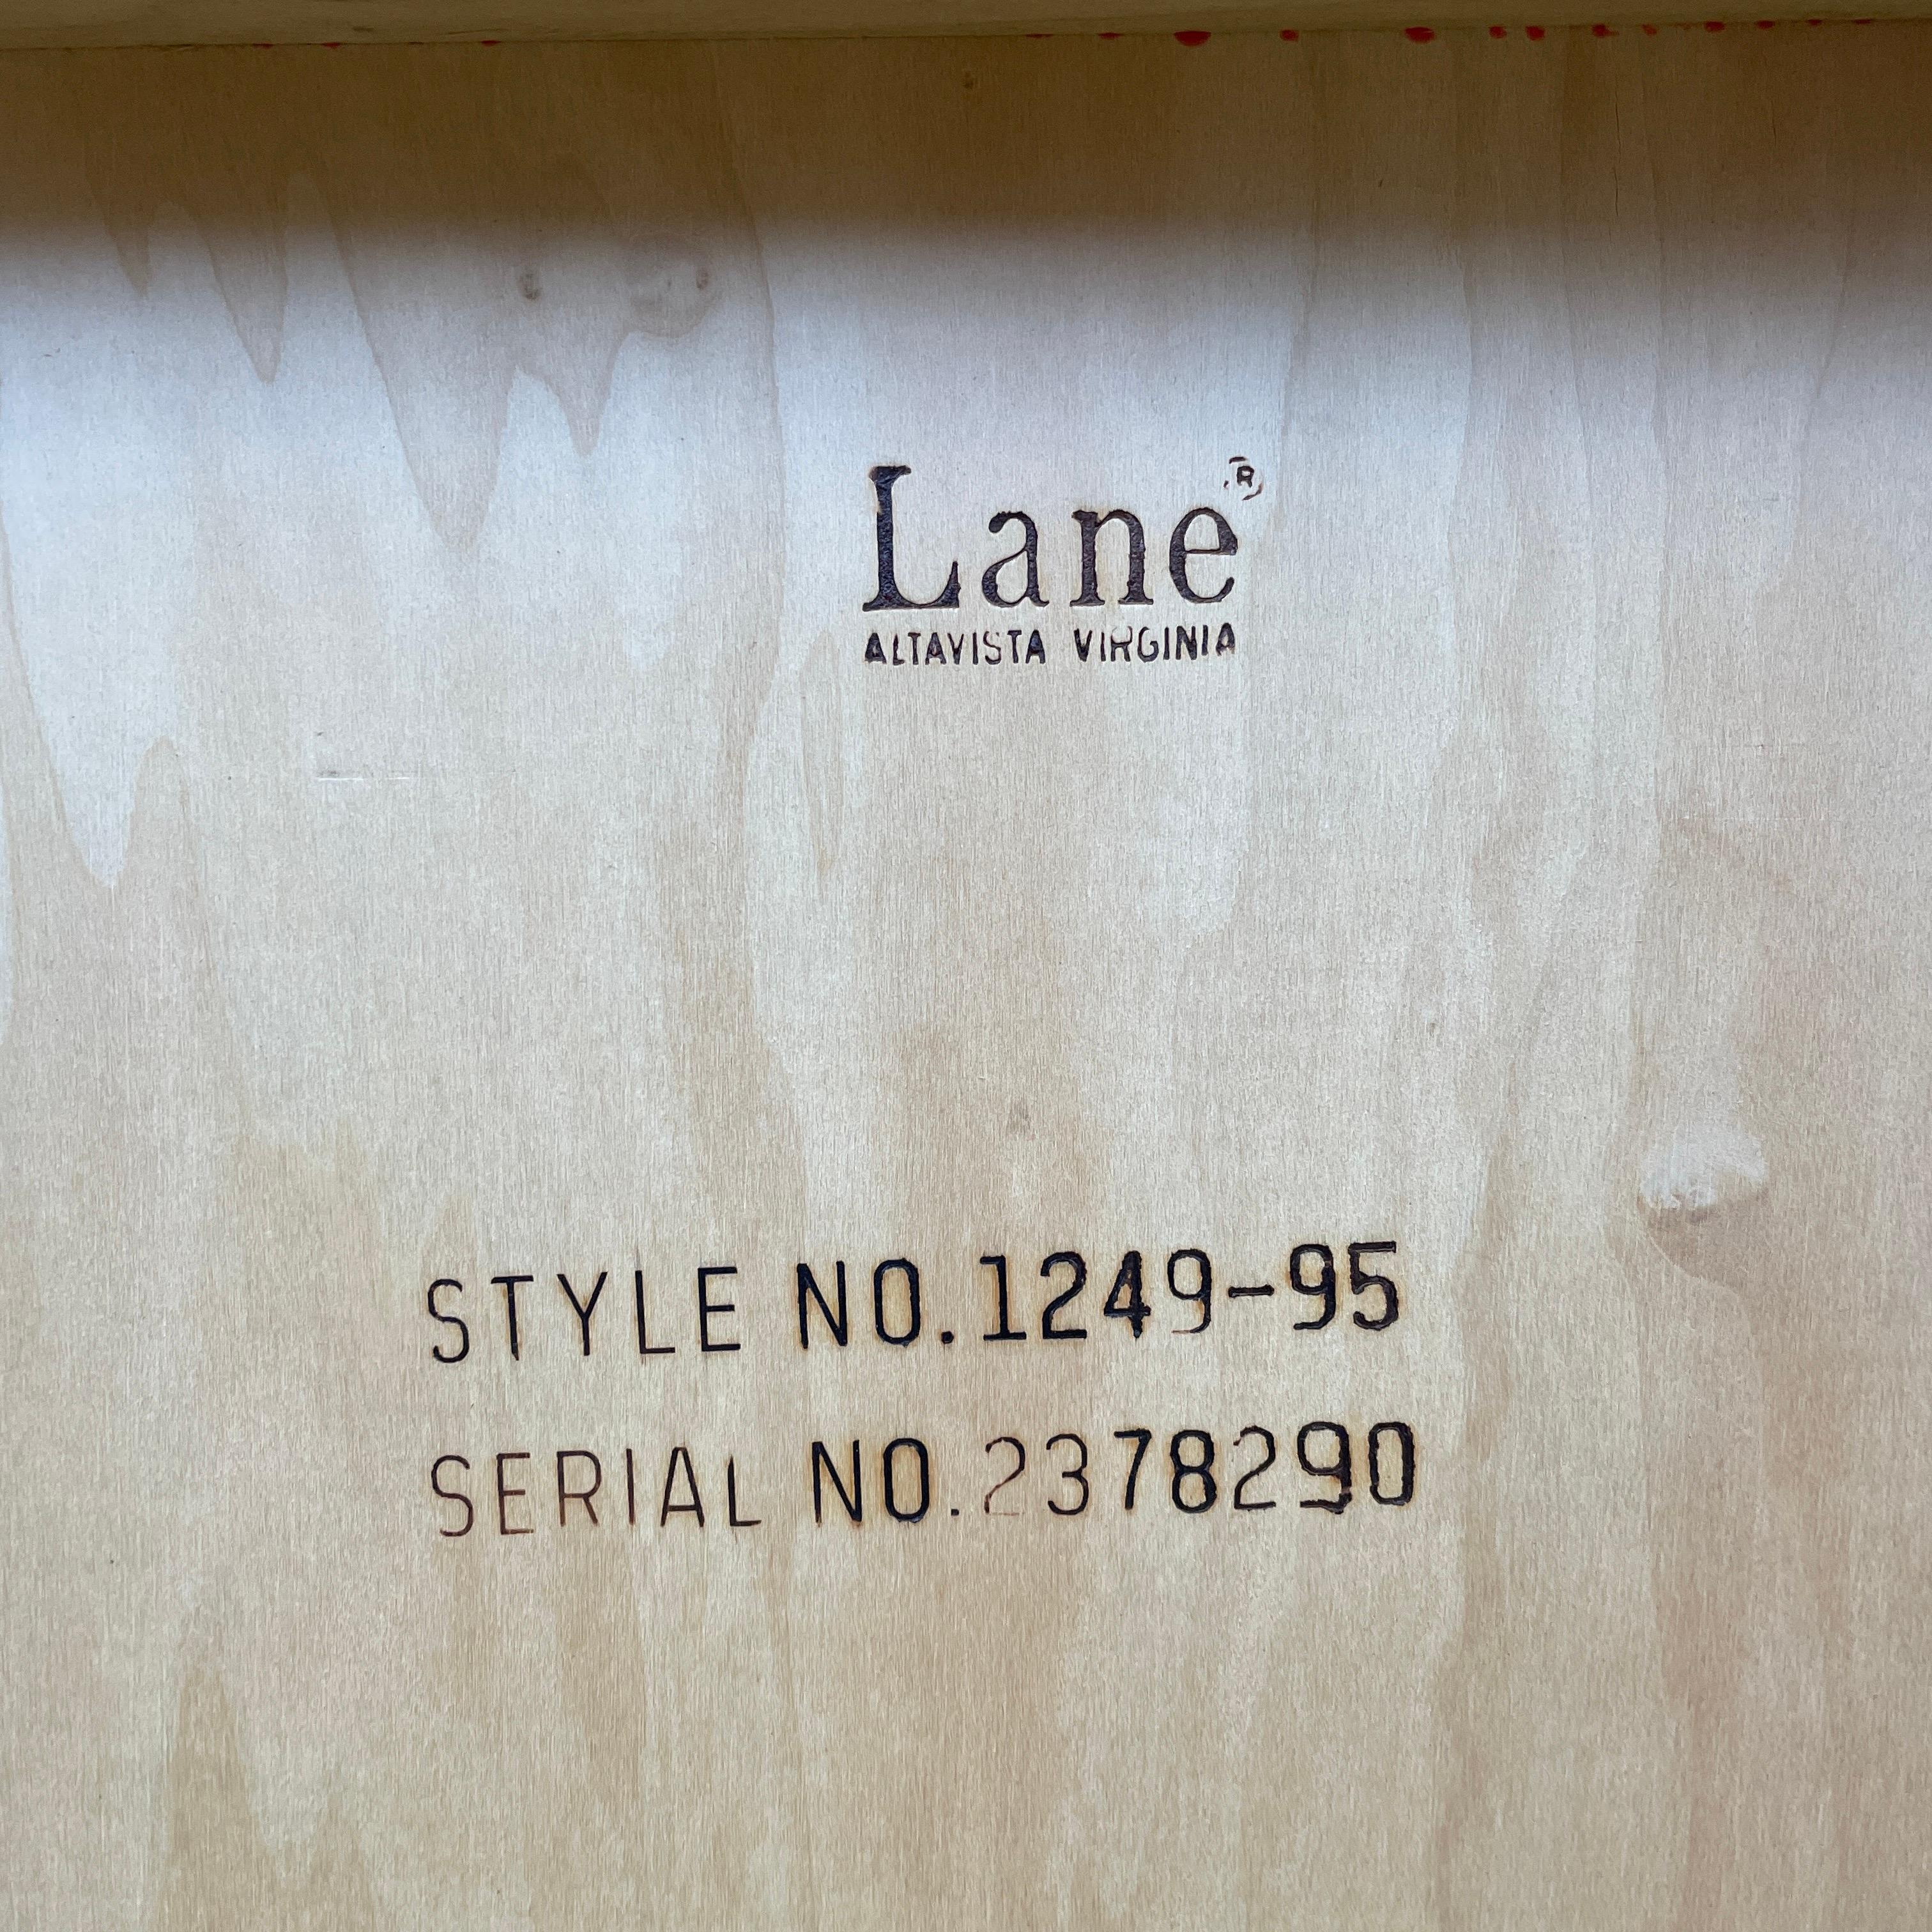 Lane®
ALTAVISTA VIRGINIA
STYLE NO. 1249-95
SERIAL NO. 2378290